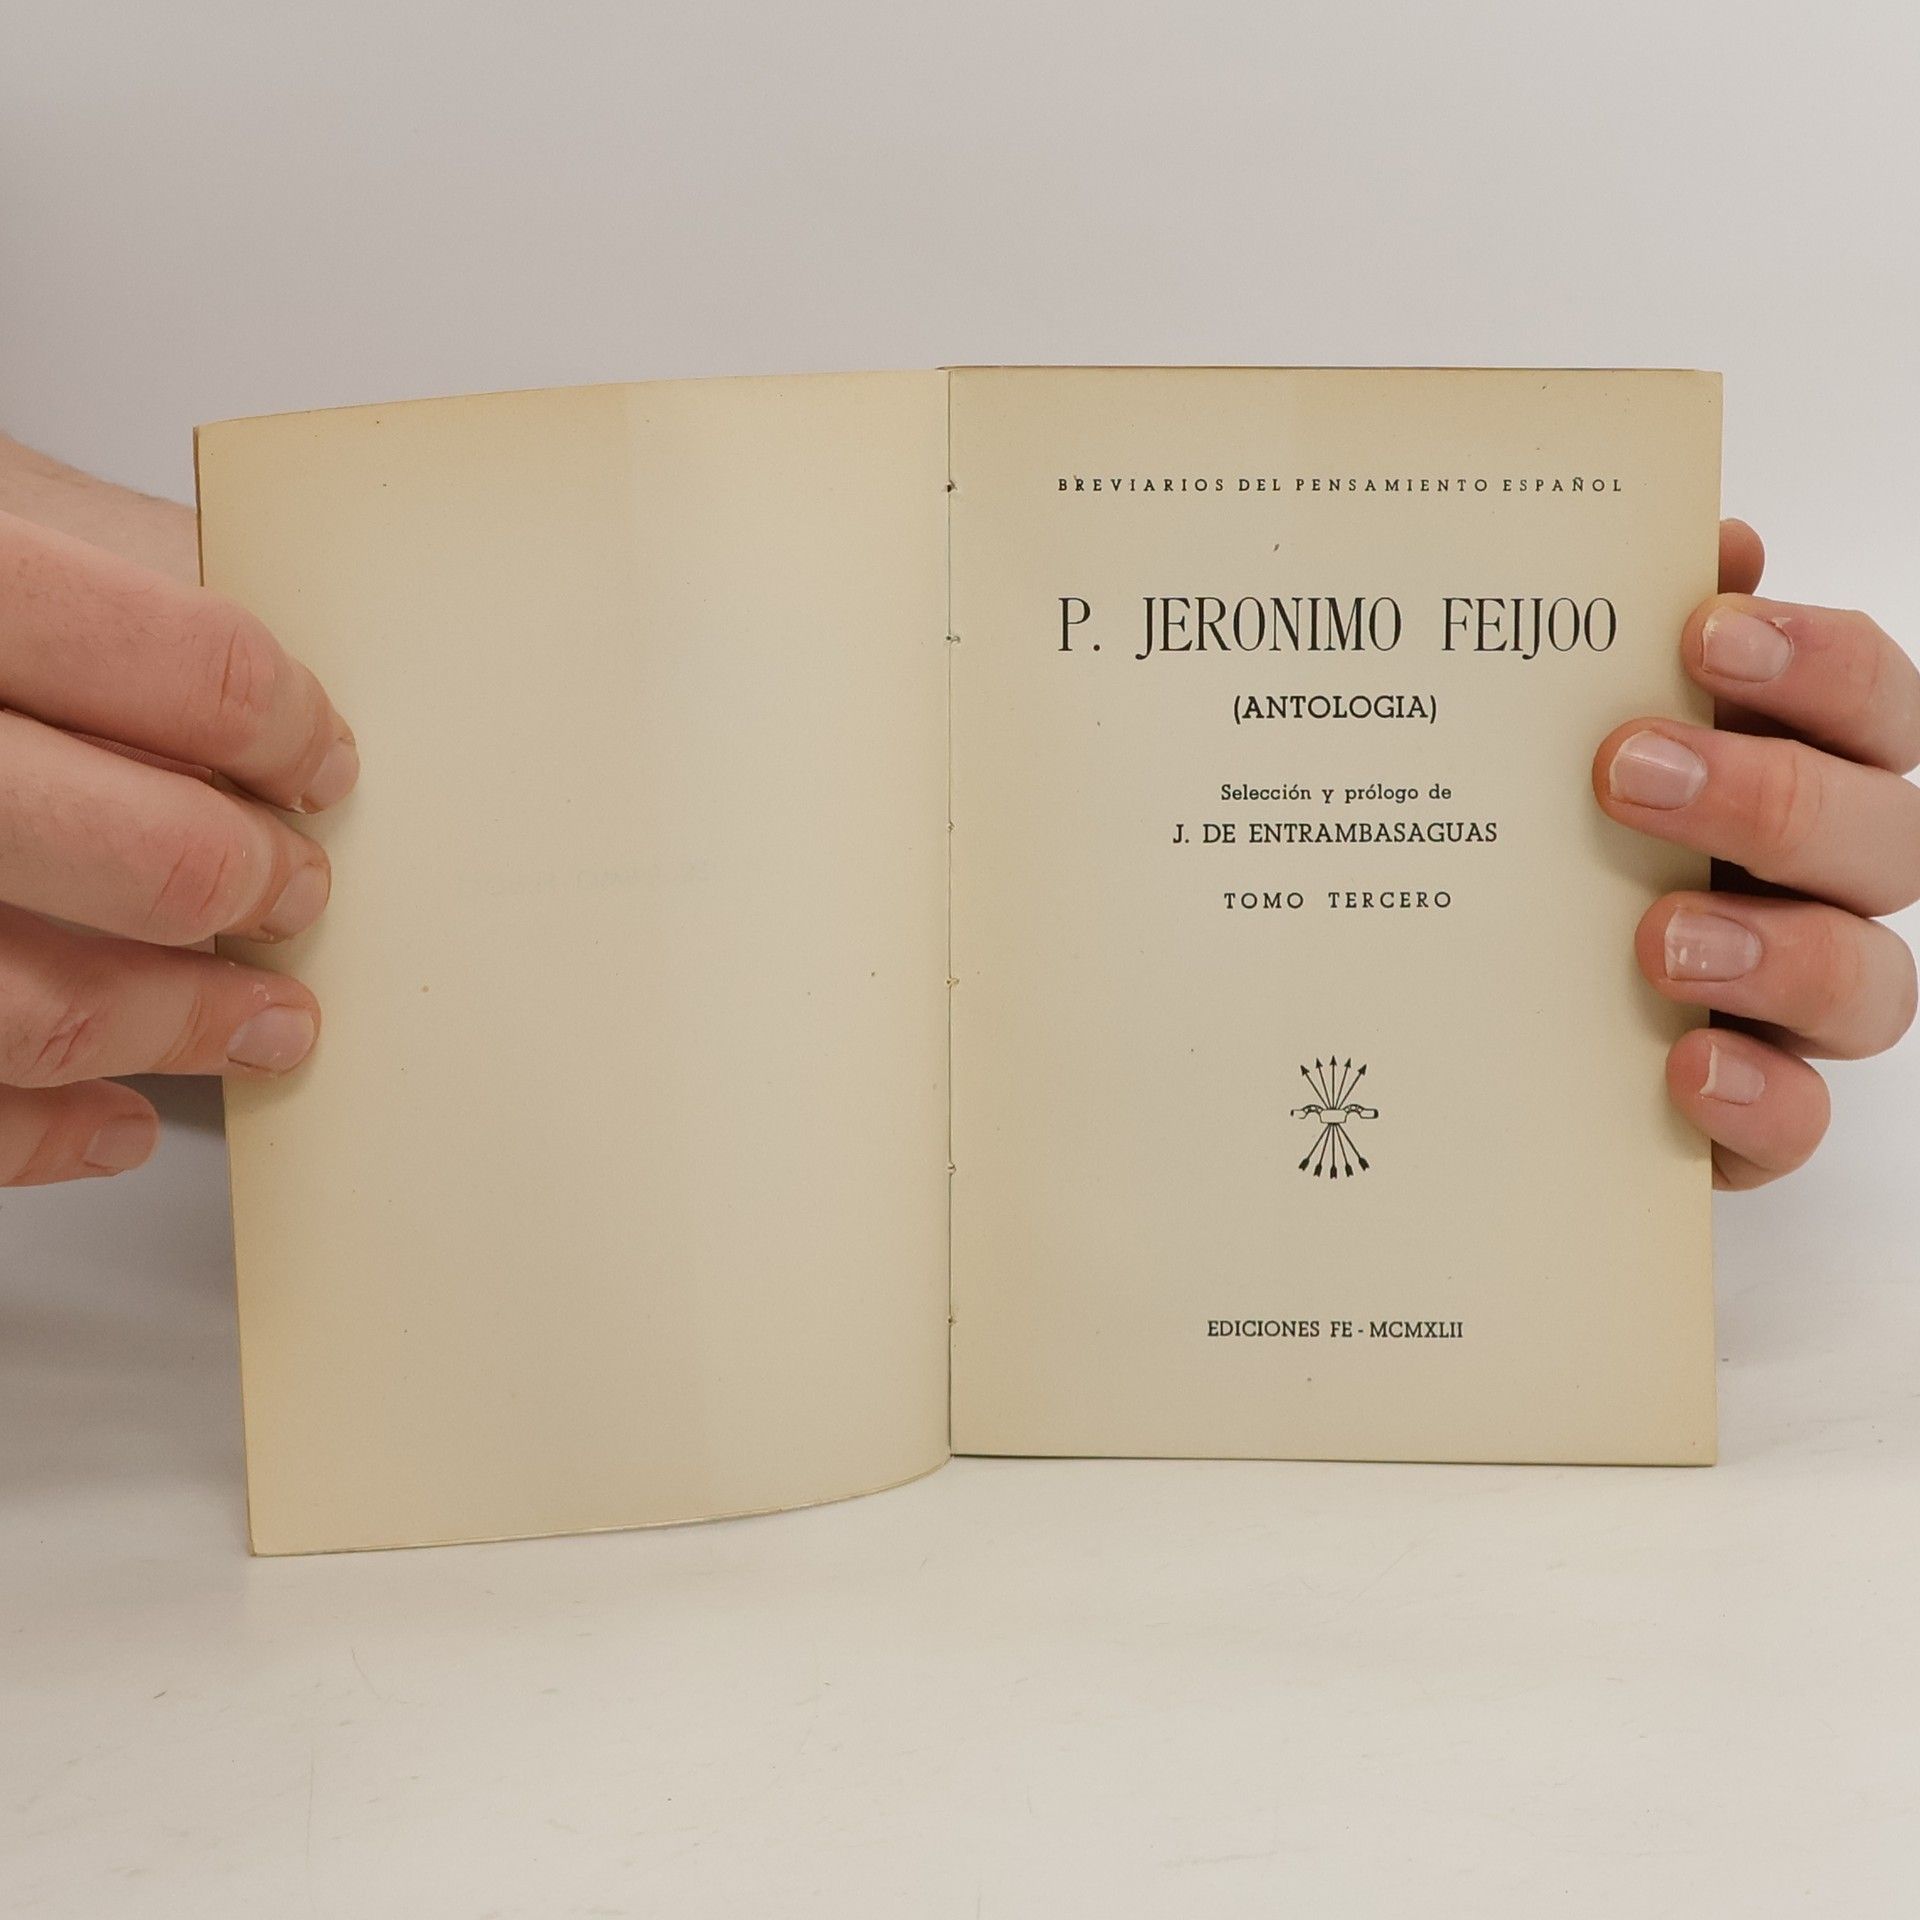 BREVIARIOS DEL PENSAMIENTO ESPAÑOL
P. JERONIMO FEIJOO
(ANTOLOGIA)
Selección y prólogo de
J. DE ENTRAMBASAGUAS
TOMO TERCERO
EDICIONES FE - MCMXLII